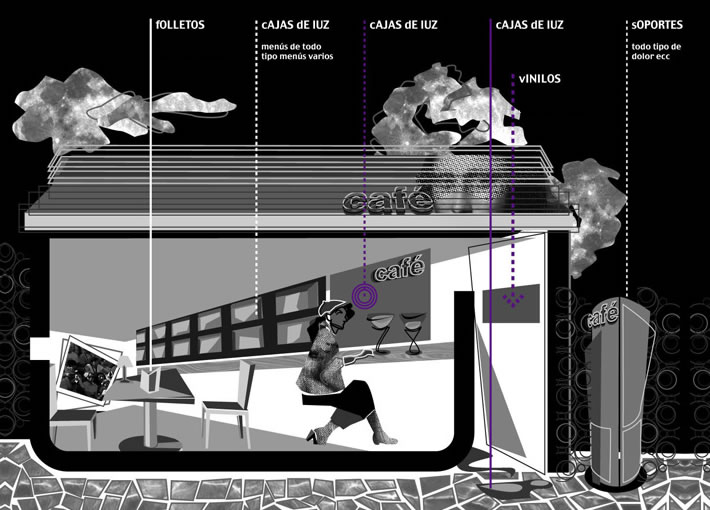 fOLLETOS
cAJAS dE lUZ
menús de todo
tipo menús varios
cAJAS dE lUZ
cAJAS dE lUZ
vINILOS
sOPORTES
todo tipo de
dolor ecc
café
café
café